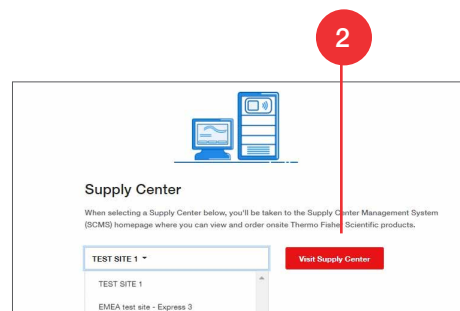 2
Supply Center
When selecting a Supply Center below, you'll be taken to the Supply Center Management System
(SCMS) homepage where you can view and order onsite Thermo Fisher Scientific products.
TEST SITE 1
Visit Supply Center
TEST SITE 1
EMEA test site - Express 3